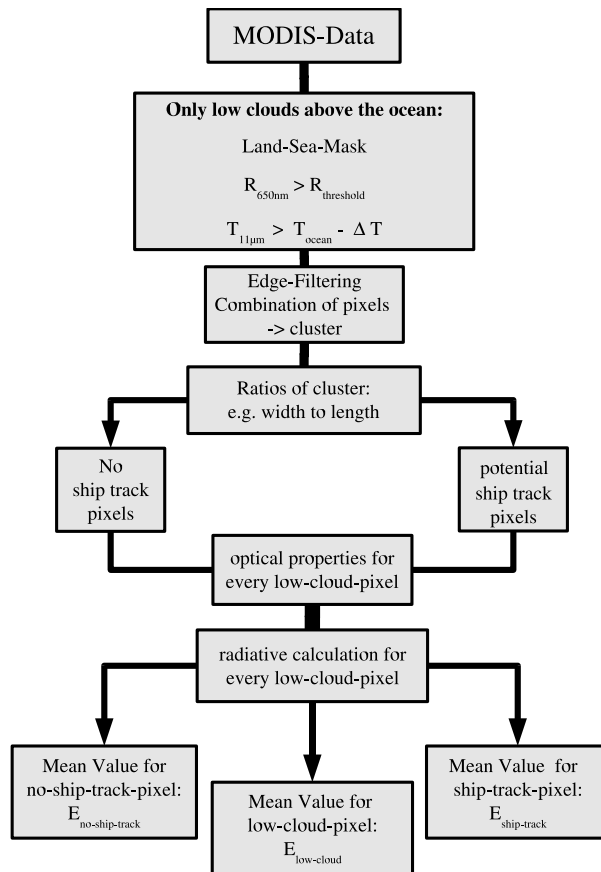 MODIS-Data
Only low clouds above the ocean:
Land-Sea-Mask
R650nm > Rthreshold
T11µm > Tocean - Δ T
Edge-Filtering
Combination of pixels
-> cluster
Ratios of cluster:
e.g. width to length
No
ship track
pixels
potential
ship track
pixels
optical properties for
every low-cloud-pixel
radiative calculation for
every low-cloud-pixel
Mean Value for
no-ship-track-pixel:
Eno-ship-track
Mean Value for
low-cloud-pixel:
Elow-cloud
Mean Value for
ship-track-pixel:
Eship-track